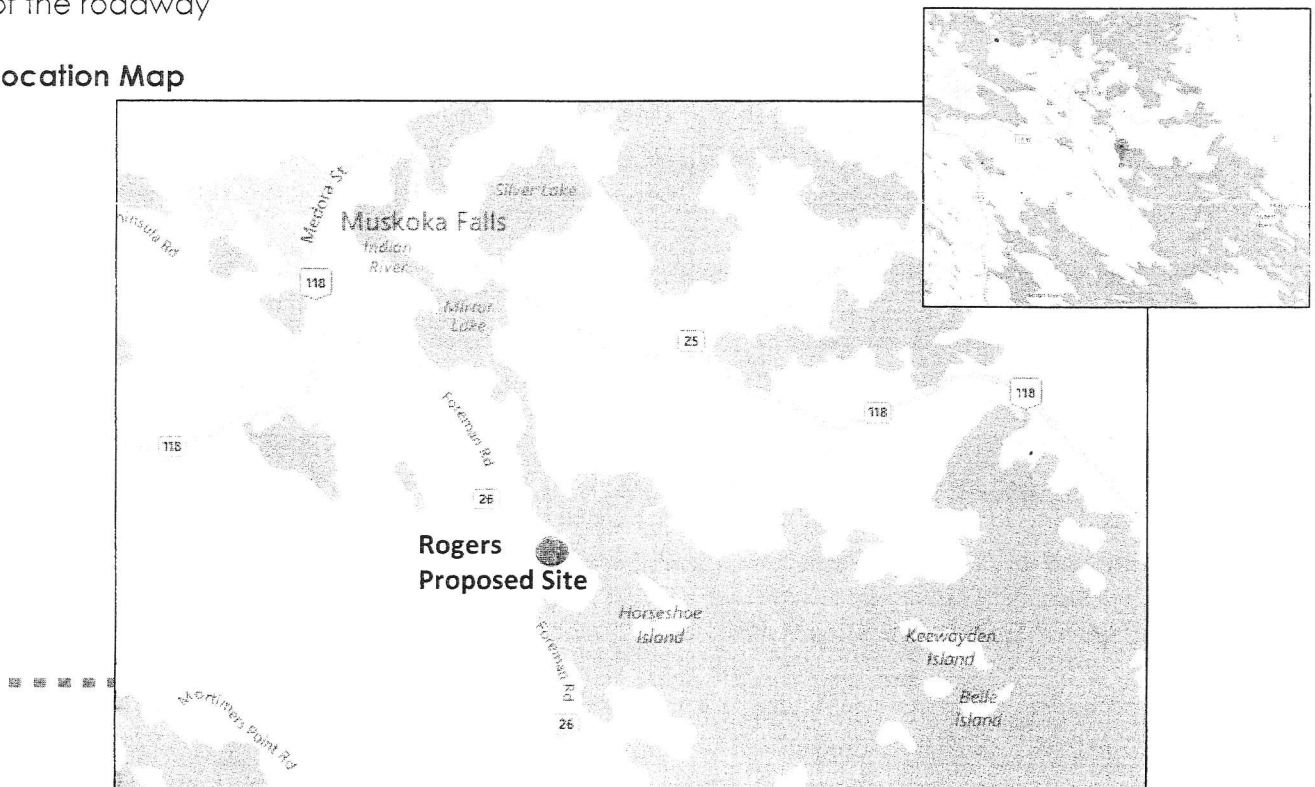 of the roadway
ocation Map
Medora St
Silver Lake
Muskoka Falls
Indian
River
ninsula Rd
118
Mirror
Lake
25
118
118
118
Foreman Rd
26
Rogers
Proposed Site
Horseshoe
Island
Keewayden
Island
Foreman Rd
Belle
Island
26
Mortimers Point Rd